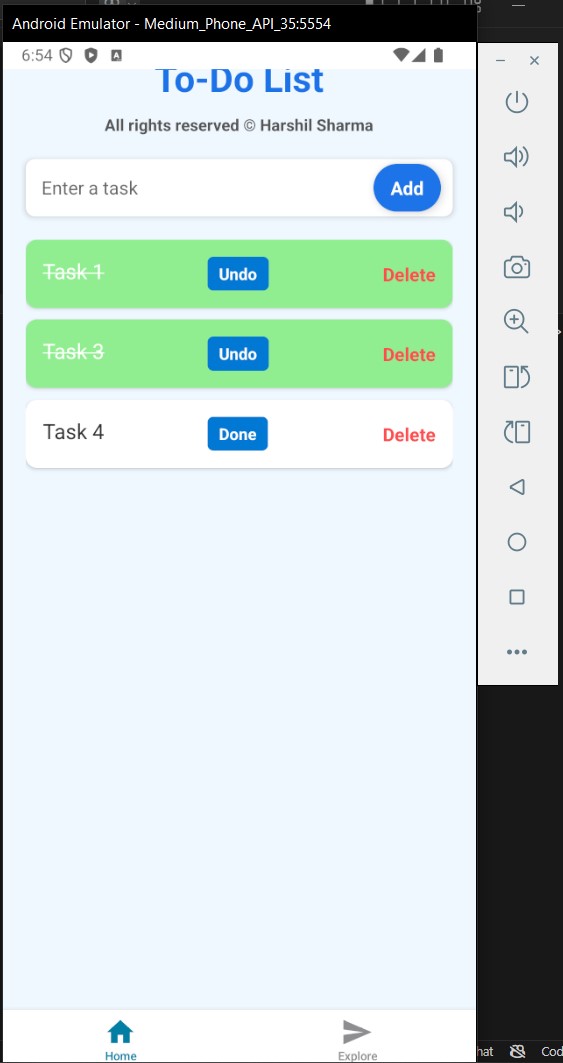 Android Emulator - Medium_Phone_API_35:5554
6:54
To-Do List
All rights reserved © Harshil Sharma
Enter a task
Add
Task 1
Undo
Delete
Task 3
Undo
Delete
Task 4
Done
Delete
Home
Explore
hat
Cod